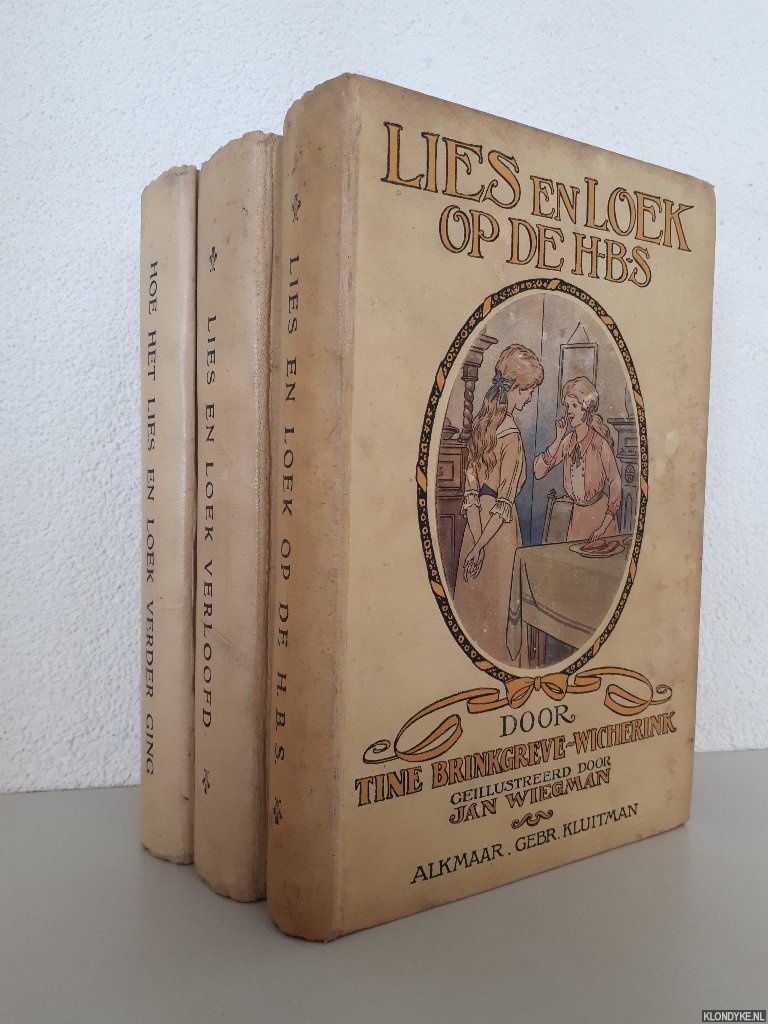 HOE HET LIES EN LOEK VERDER GING
LIES EN LOEK VERLOOFD
LIES EN LOEK OP DE H.B.S
LIES EN LOEK
OP DE H-B-S
DOOR
TINE BRINKGREVE-WICHERINK
GEILLUSTREERD DOOR
JAN WIEGMAN
ALKMAAR. GEBR. KLUITMAN
KLONDYKE.NL